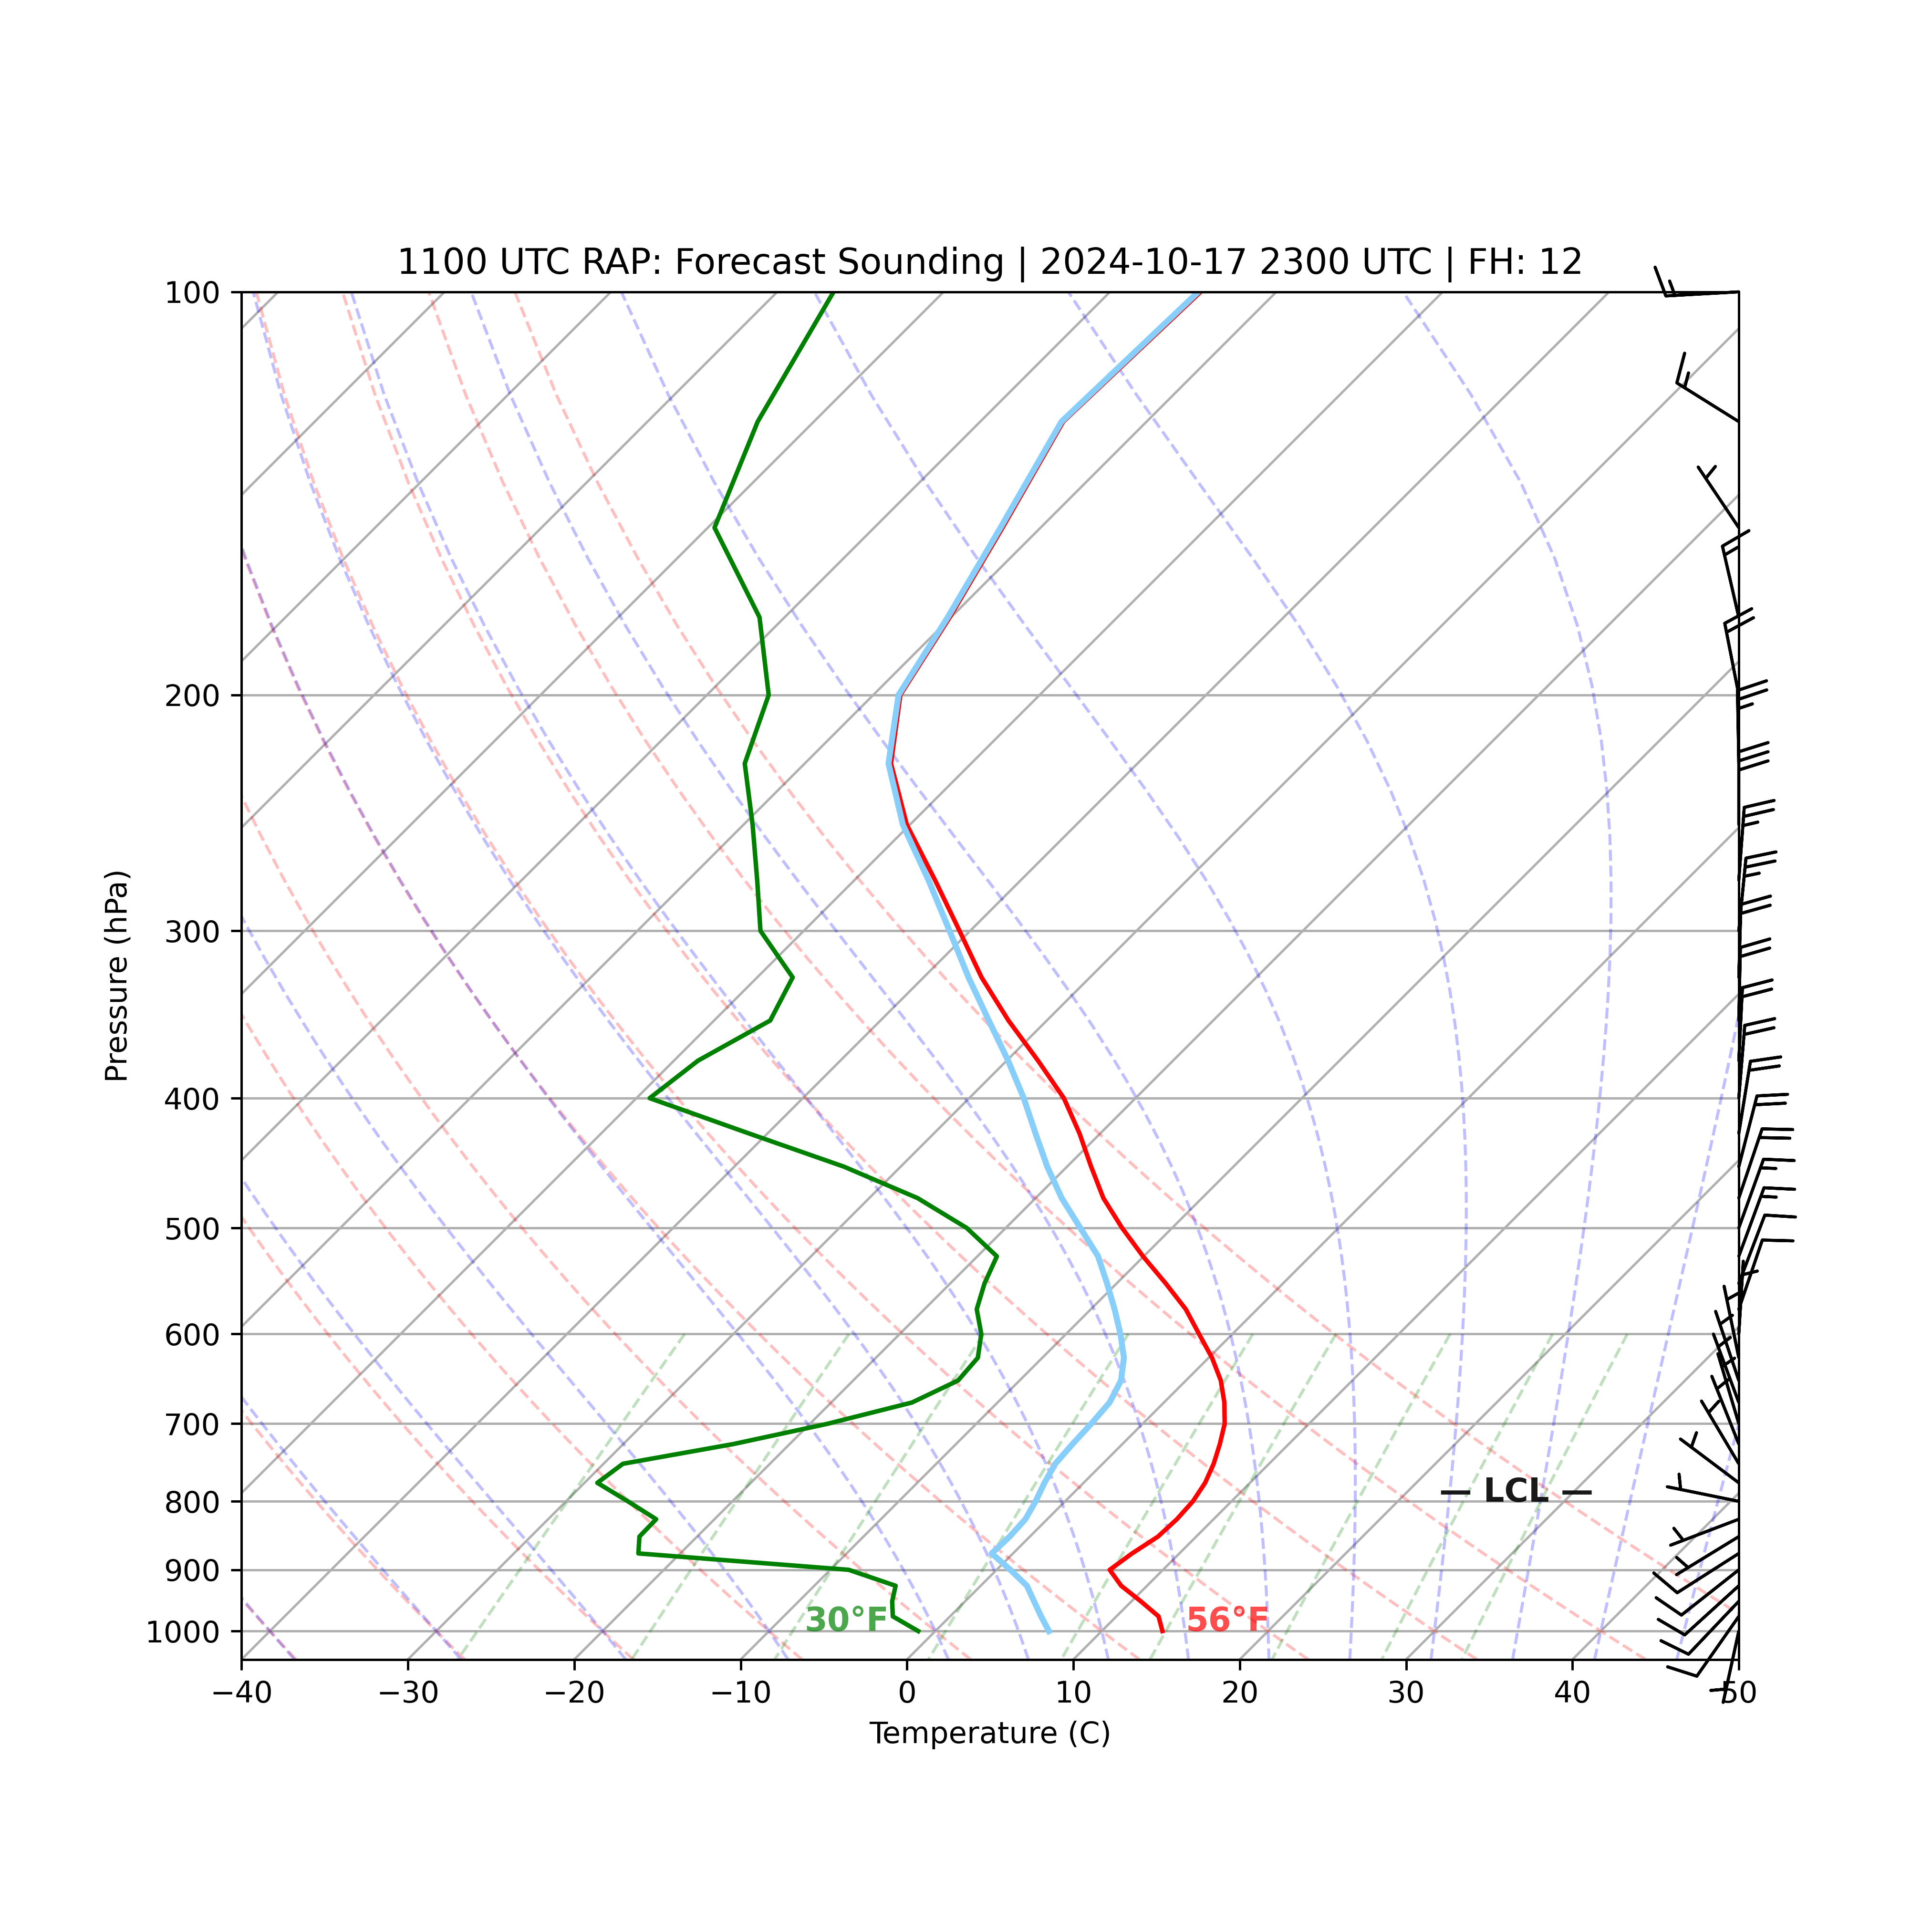 1100 UTC RAP: Forecast Sounding | 2024-10-17 2300 UTC | FH: 12
100
200
300
400
500
600
700
800
900
1000
Pressure (hPa)
— LCL —
30°F
56°F
−40 −30 −20 −10 0 10 20 30 40 50
Temperature (C)